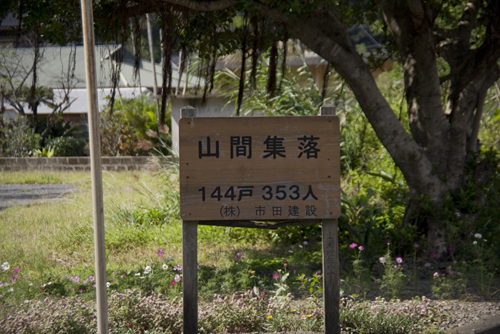 山間集落
144戸 353人
(株) 市田建設